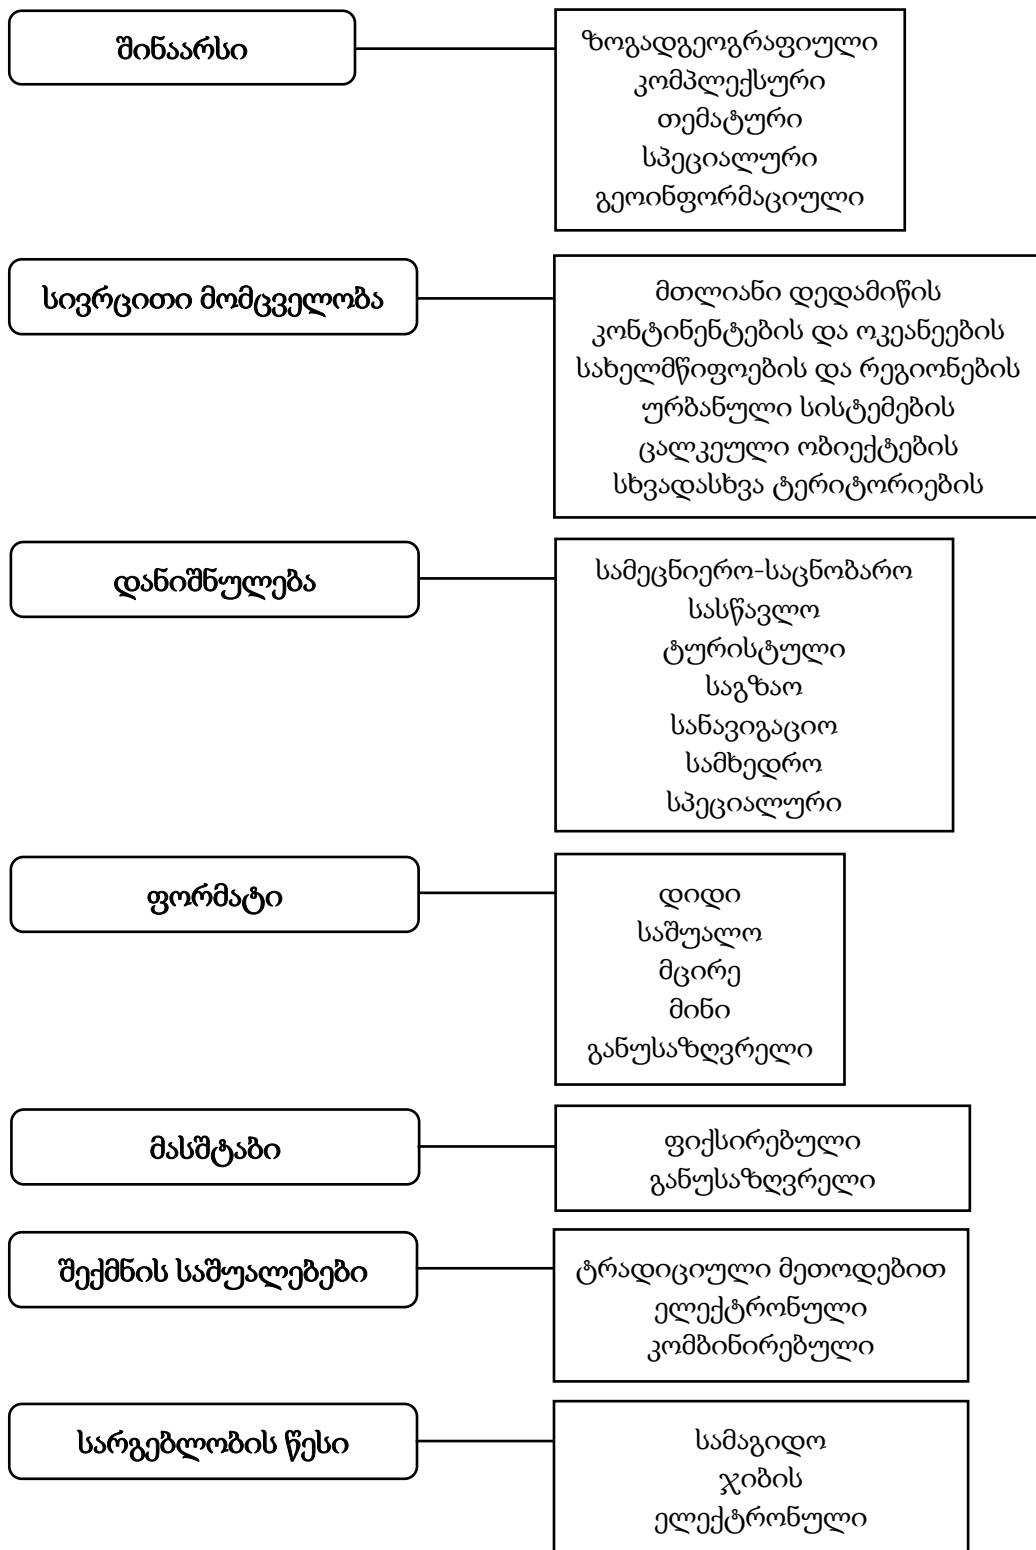 შინაარსი
ზოგადგეოგრაფიული
კომპლექსური
თემატური
სპეციალური
გეოინფორმაციული
სივრცითი მომცველობა
მთლიანი დედამიწის
კონტინენტების და ოკეანეების
სახელმწიფოების და რეგიონების
ურბანული სისტემების
ცალკეული ობიექტების
სხვადასხვა ტერიტორიების
დანიშნულება
სამეცნიერო-საცნობარო
სასწავლო
ტურისტული
საგზაო
სანავიგაციო
სამხედრო
სპეციალური
ფორმატი
დიდი
საშუალო
მცირე
მინი
განუსაზღვრელი
მასშტაბი
ფიქსირებული
განუსაზღვრელი
შექმნის საშუალებები
ტრადიციული მეთოდებით
ელექტრონული
კომბინირებული
სარგებლობის წესი
სამაგიდო
ჯიბის
ელექტრონული